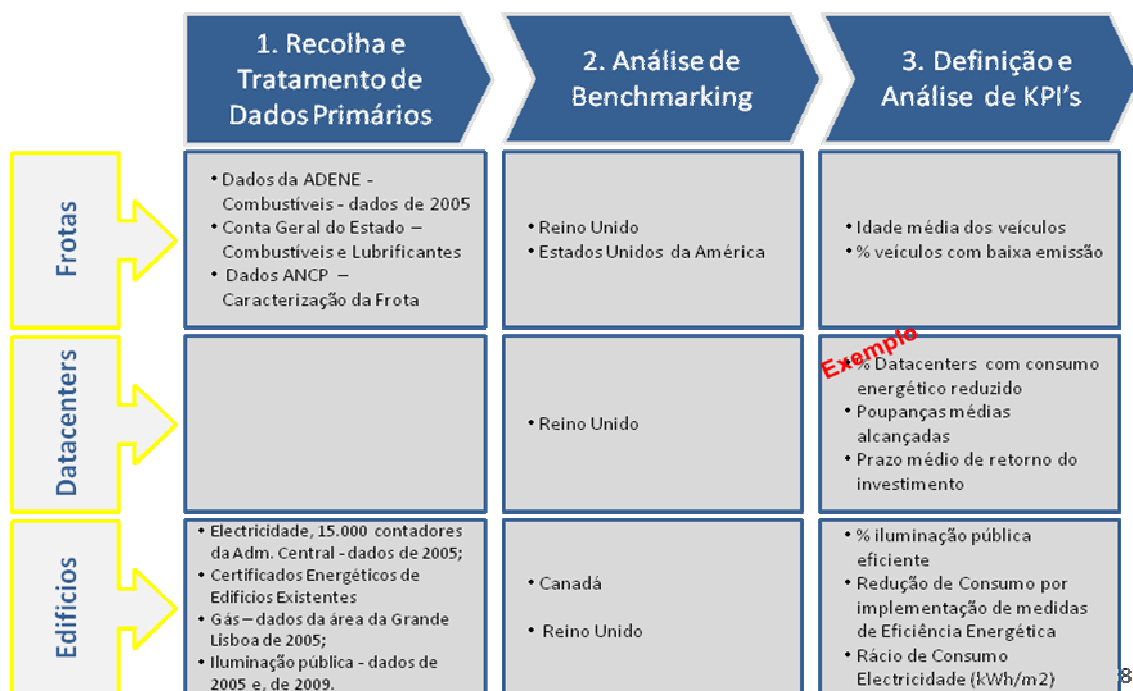 1. Recolha e
Tratamento de
Dados Primários
2. Análise de
Benchmarking
3. Definição e
Análise de KPI's
Frotas
• Dados da ADENE -
Combustíveis - dados de 2005
• Conta Geral do Estado –
Combustíveis e Lubrificantes
• Dados ANCP –
Caracterização da Frota
• Reino Unido
• Estados Unidos da América
• Idade média dos veículos
• % veículos com baixa emissão
Datacenters
• Reino Unido
Exemplo
• % Datacenters com consumo
energético reduzido
• Poupanças médias
alcançadas
• Prazo médio de retorno do
investimento
Edifícios
• Electricidade, 15.000 contadores
da Adm. Central - dados de 2005;
• Certificados Energéticos de
Edifícios Existentes
• Gás – dados da área da Grande
Lisboa de 2005;
• Iluminação pública - dados de
2005 e, de 2009.
• Canadá
• Reino Unido
• % iluminação pública
eficiente
• Redução de Consumo por
implementação de medidas
de Eficiência Energética
• Rácio de Consumo
Electricidade (kWh/m2)
8